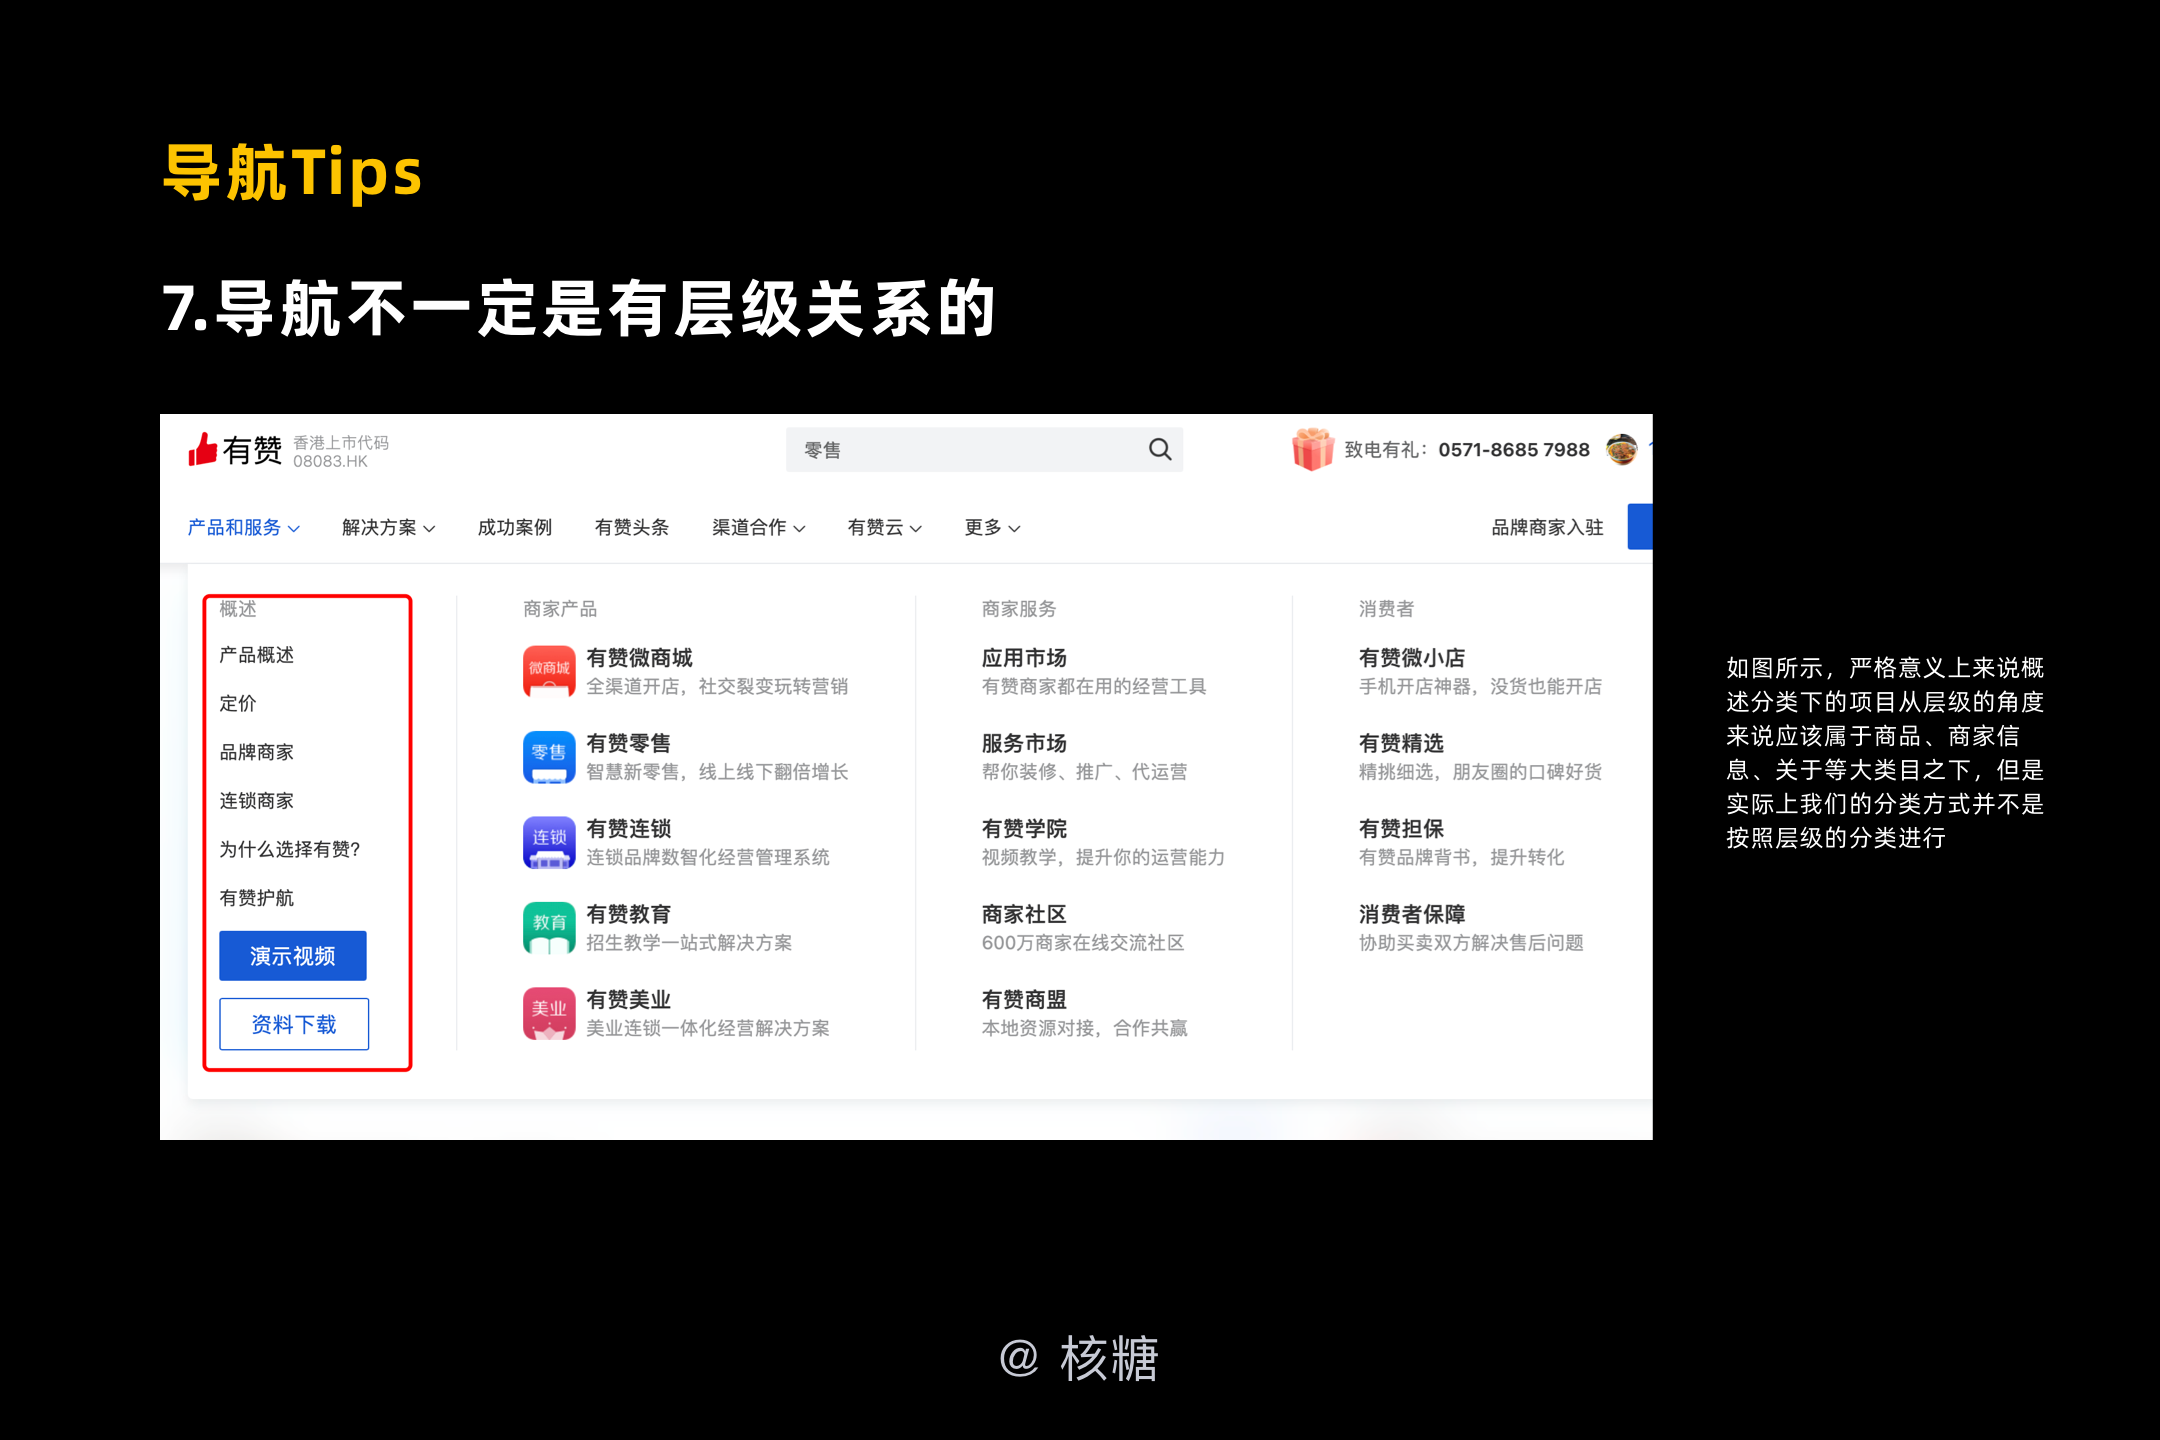 导航Tips
7.导航不一定是有层级关系的
有赞
香港上市代码
08083.HK
零售
致电有礼：0571-8685 7988
产品和服务
解决方案
成功案例
有赞头条
渠道合作
有赞云
更多
品牌商家入驻
概述
产品概述
定价
品牌商家
连锁商家
为什么选择有赞?
有赞护航
演示视频
资料下载
商家产品
微商城
有赞微商城
全渠道开店，社交裂变玩转营销
零售
有赞零售
智慧新零售，线上线下翻倍增长
连锁
有赞连锁
连锁品牌数智化经营管理系统
教育
有赞教育
招生教学一站式解决方案
美业
有赞美业
美业连锁一体化经营解决方案
商家服务
应用市场
有赞商家都在用的经营工具
服务市场
帮你装修、推广、代运营
有赞学院
视频教学，提升你的运营能力
商家社区
600万商家在线交流社区
有赞商盟
本地资源对接，合作共赢
消费者
有赞微小店
手机开店神器，没货也能开店
有赞精选
精挑细选，朋友圈的口碑好货
有赞担保
有赞品牌背书，提升转化
消费者保障
协助买卖双方解决售后问题
如图所示，严格意义上来说概
述分类下的项目从层级的角度
来说应该属于商品、商家信
息、关于等大类目之下，但是
实际上我们的分类方式并不是
按照层级的分类进行
@ 核糖